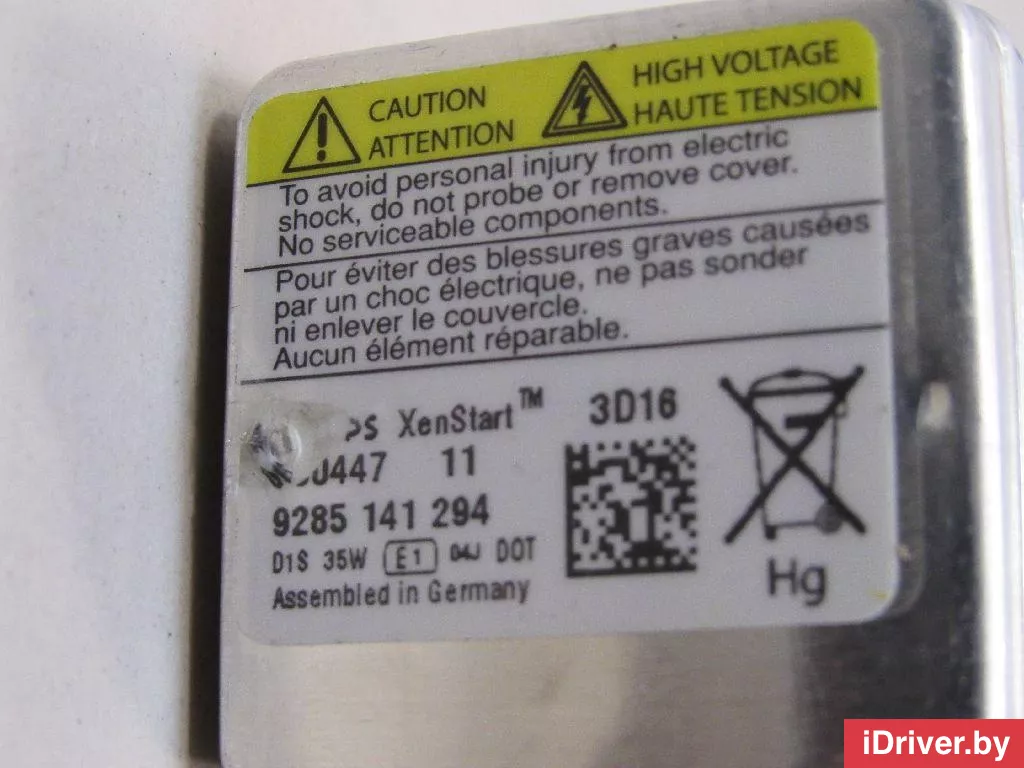 CAUTION
ATTENTION
HIGH VOLTAGE
HAUTE TENSION
To avoid personal injury from electric
shock, do not probe or remove cover.
No serviceable components.
Pour éviter des blessures graves causées
par un choc électrique, ne pas sonder
ni enlever le couvercle.
Aucun élément réparable.
XenStart™ 3D16
11
9285 141 294
D1S 35W E1 04J DOT
Assembled in Germany
Hg
iDriver.by